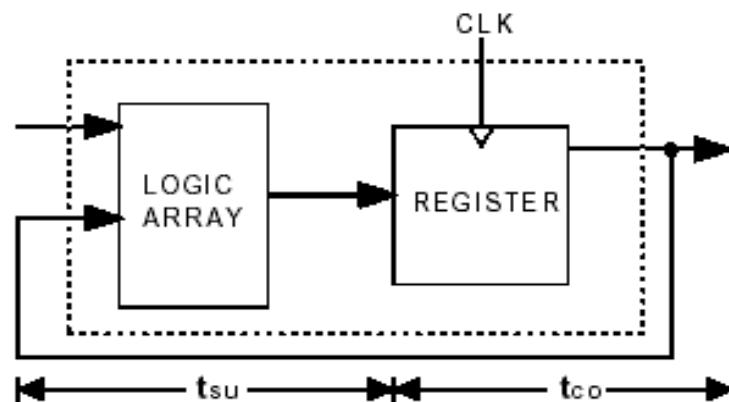 CLK
LOGIC
ARRAY
REGISTER
tsu
tco